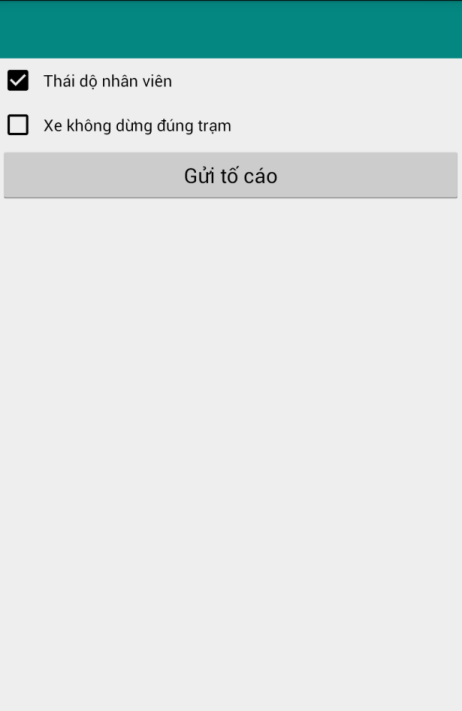 Thái dộ nhân viên
Xe không dừng đúng trạm
Gửi tố cáo